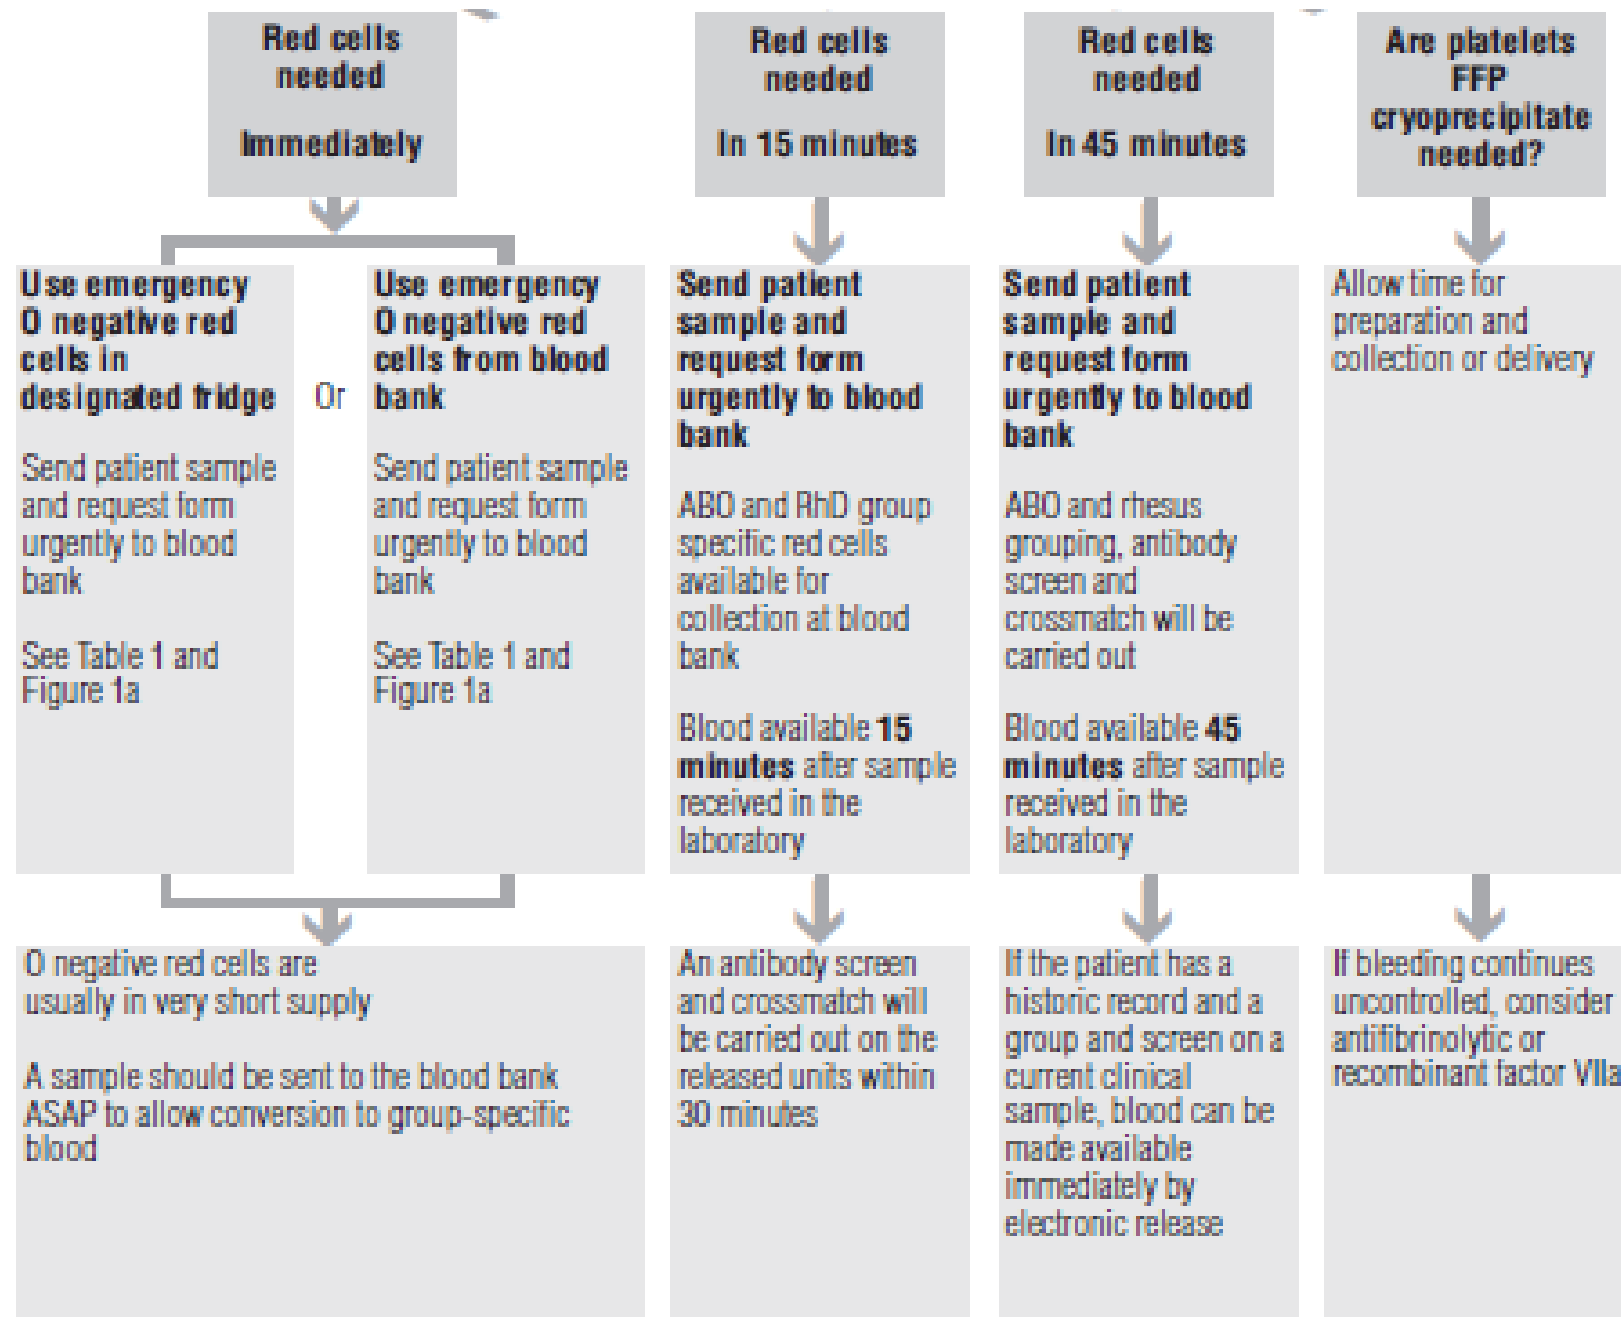 Red cells
needed
Immediately
Red cells
needed
In 15 minutes
Red cells
needed
In 45 minutes
Are platelets
FFP
cryoprecipitate
needed?
Use emergency
O negative red
cells in
designated fridge
Send patient sample
and request form
urgently to blood
bank
See Table 1 and
Figure 1a
Or
Use emergency
O negative red
cells from blood
bank
Send patient sample
and request form
urgently to blood
bank
See Table 1 and
Figure 1a
Send patient
sample and
request form
urgently to blood
bank
ABO and RhD group
specific red cells
available for
collection at blood
bank
Blood available 15
minutes after sample
received in the
laboratory
Send patient
sample and
request form
urgently to blood
bank
ABO and rhesus
grouping, antibody
screen and
crossmatch will be
carried out
Blood available 45
minutes after sample
received in the
laboratory
Allow time for
preparation and
collection or delivery
O negative red cells are
usually in very short supply
A sample should be sent to the blood bank
ASAP to allow conversion to group-specific
blood
An antibody screen
and crossmatch will
be carried out on the
released units within
30 minutes
If the patient has a
historic record and a
group and screen on a
current clinical
sample, blood can be
made available
immediately by
electronic release
If bleeding continues
uncontrolled, consider
antifibrinolytic or
recombinant factor VIIa